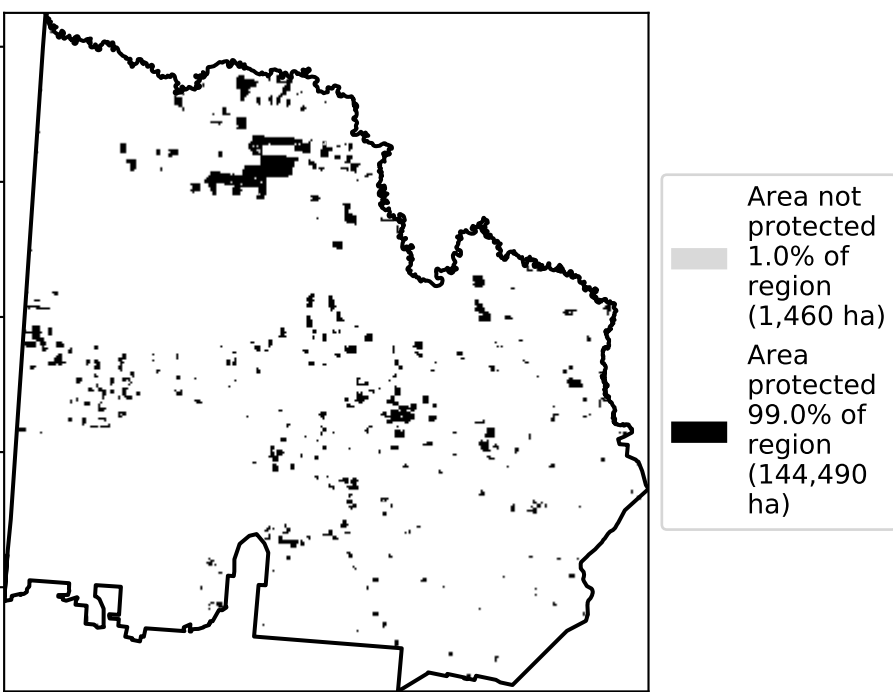 Area not
protected
1.0% of
region
(1,460 ha)
Area
protected
99.0% of
region
(144,490
ha)